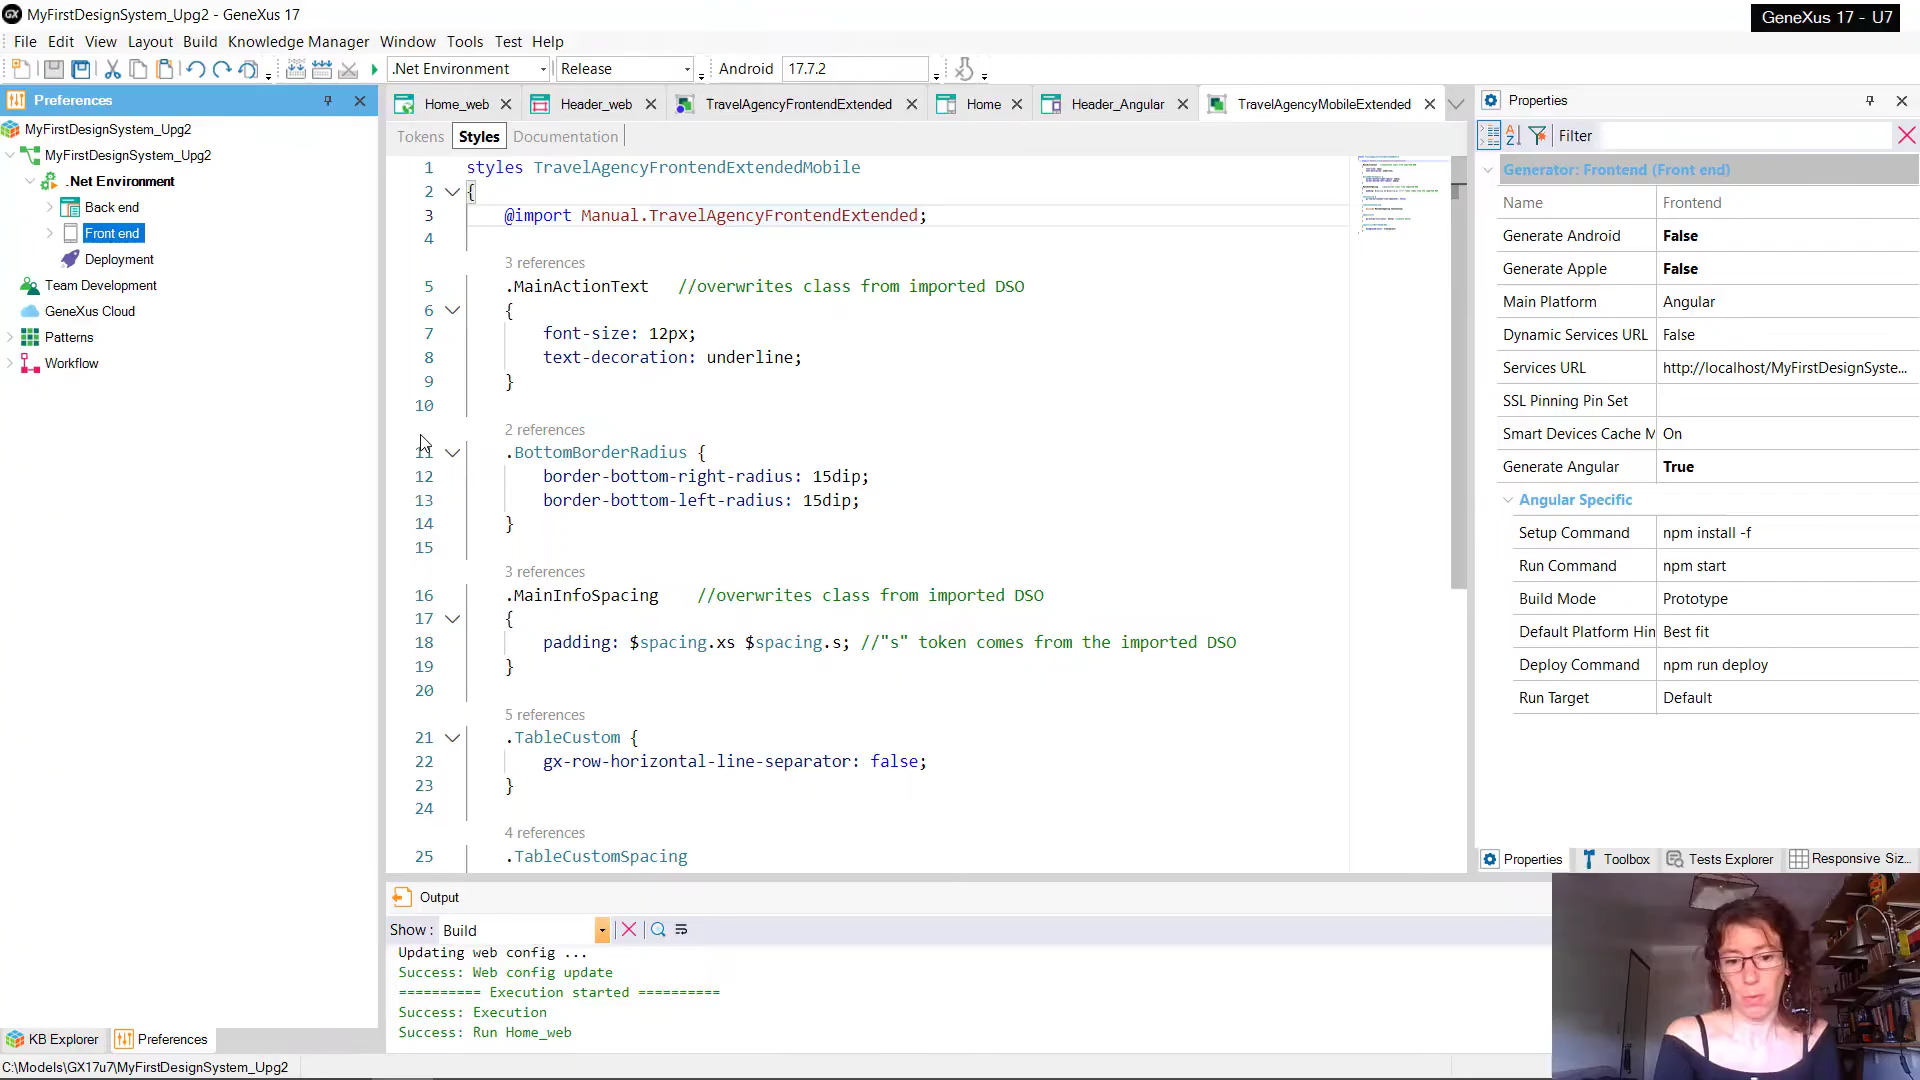 MyFirstDesignSystem_Upg2 - GeneXus 17
GeneXus 17 - U7
File Edit View Layout Build Knowledge Manager Window Tools Test Help
.Net Environment Release Android 17.7.2
Preferences
MyFirstDesignSystem_Upg2
MyFirstDesignSystem_Upg2
.Net Environment
Back end
Front end
Deployment
Team Development
GeneXus Cloud
Patterns
Workflow
KB Explorer Preferences
C:\Models\GX17u7\MyFirstDesignSystem_Upg2
Home_web Header_web TravelAgencyFrontendExtended Home Header_Angular TravelAgencyMobileExtended
Tokens Styles Documentation
1 styles TravelAgencyFrontendExtendedMobile
2 {
3 @import Manual.TravelAgencyFrontendExtended;
4
3 references
5 .MainActionText //overwrites class from imported DSO
6 {
7 font-size: 12px;
8 text-decoration: underline;
9 }
10
2 references
11 .BottomBorderRadius {
12 border-bottom-right-radius: 15dip;
13 border-bottom-left-radius: 15dip;
14 }
15
3 references
16 .MainInfoSpacing //overwrites class from imported DSO
17 {
18 padding: $spacing.xs $spacing.s; //"s" token comes from the imported DSO
19 }
20
5 references
21 .TableCustom {
22 gx-row-horizontal-line-separator: false;
23 }
24
4 references
25 .TableCustomSpacing
Output
Show : Build
Updating web config ...
Success: Web config update
========== Execution started ==========
Success: Execution
Success: Run Home_web
Properties
Filter
Generator: Frontend (Front end)
Name Frontend
Generate Android False
Generate Apple False
Main Platform Angular
Dynamic Services URL False
Services URL http://localhost/MyFirstDesignSyste...
SSL Pinning Pin Set
Smart Devices Cache M On
Generate Angular True
Angular Specific
Setup Command npm install -f
Run Command npm start
Build Mode Prototype
Default Platform Hin Best fit
Deploy Command npm run deploy
Run Target Default
Properties Toolbox Tests Explorer Responsive Siz...